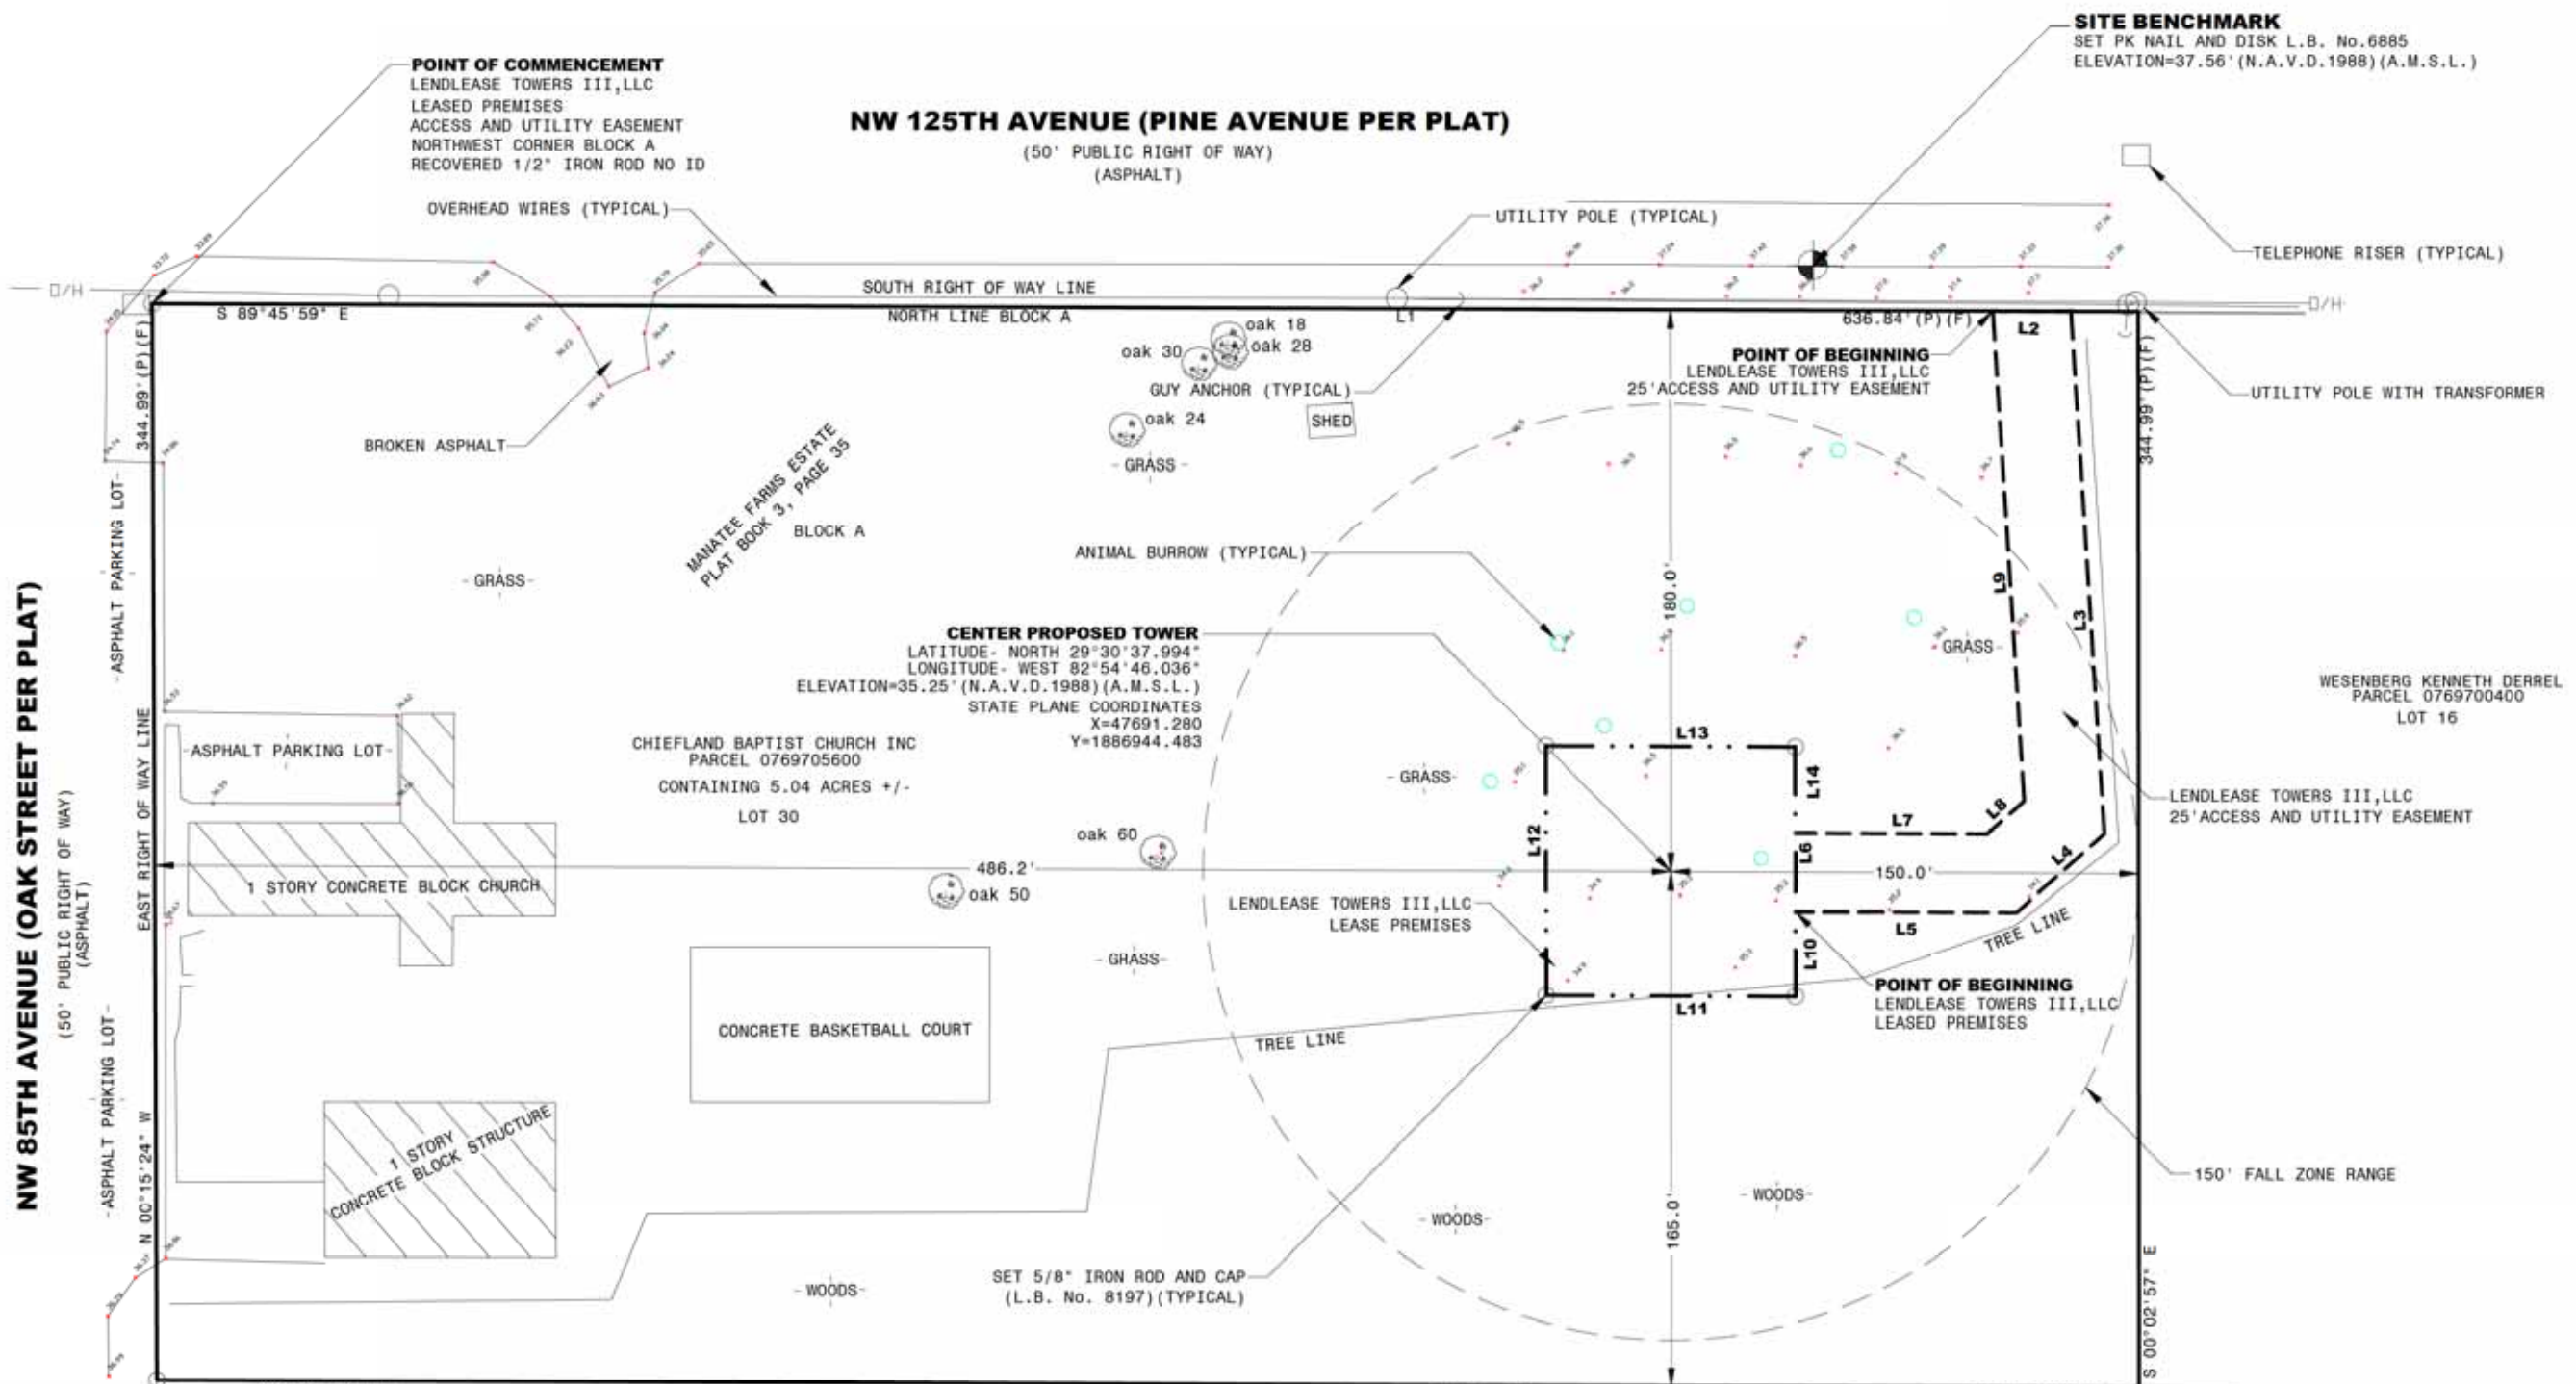 SITE BENCHMARK
SET PK NAIL AND DISK L.B. No.6885
ELEVATION=37.56'(N.A.V.D.1988)(A.M.S.L.)
POINT OF COMMENCEMENT
LENDLEASE TOWERS III,LLC
LEASED PREMISES
ACCESS AND UTILITY EASEMENT
NORTHWEST CORNER BLOCK A
RECOVERED 1/2" IRON ROD NO ID
NW 125TH AVENUE (PINE AVENUE PER PLAT)
(50' PUBLIC RIGHT OF WAY)
(ASPHALT)
OVERHEAD WIRES (TYPICAL)
UTILITY POLE (TYPICAL)
TELEPHONE RISER (TYPICAL)
O/H
SOUTH RIGHT OF WAY LINE
O/H
S 89°45'59" E
NORTH LINE BLOCK A
L1
636.84'(P)(F)
L2
oak 18
oak 28
oak 30
GUY ANCHOR (TYPICAL)
SHED
oak 24
GRASS
POINT OF BEGINNING
LENDLEASE TOWERS III,LLC
25'ACCESS AND UTILITY EASEMENT
UTILITY POLE WITH TRANSFORMER
344.99'(P)(F)
344.99'(P)(F)
BROKEN ASPHALT
MANATEE FARMS ESTATE
PLAT BOOK 3, PAGE 35
BLOCK A
ASPHALT PARKING LOT
GRASS
ANIMAL BURROW (TYPICAL)
180.0'
L9
L3
GRASS
CENTER PROPOSED TOWER
LATITUDE- NORTH 29°30'37.994"
LONGITUDE- WEST 82°54'46.036"
ELEVATION=35.25'(N.A.V.D.1988)(A.M.S.L.)
STATE PLANE COORDINATES
X=47691.280
Y=1886944.483
WESENBERG KENNETH DERREL
PARCEL 0769700400
LOT 16
NW 85TH AVENUE (OAK STREET PER PLAT)
(50' PUBLIC RIGHT OF WAY)
(ASPHALT)
EAST RIGHT OF WAY LINE
ASPHALT PARKING LOT
CHIEFLAND BAPTIST CHURCH INC
PARCEL 0769705600
CONTAINING 5.04 ACRES +/-
LOT 30
L13
L14
GRASS
L12
L7
L8
L6
L4
LENDLEASE TOWERS III,LLC
25'ACCESS AND UTILITY EASEMENT
oak 60
486.2'
150.0'
1 STORY CONCRETE BLOCK CHURCH
oak 50
LENDLEASE TOWERS III,LLC
LEASE PREMISES
L5
TREE LINE
L10
GRASS
POINT OF BEGINNING
LENDLEASE TOWERS III,LLC
LEASED PREMISES
L11
CONCRETE BASKETBALL COURT
TREE LINE
ASPHALT PARKING LOT
N 00°15'24" W
1 STORY
CONCRETE BLOCK STRUCTURE
150' FALL ZONE RANGE
WOODS
WOODS
165.0'
SET 5/8" IRON ROD AND CAP
(L.B. No. 8197)(TYPICAL)
WOODS
S 00°02'57" E